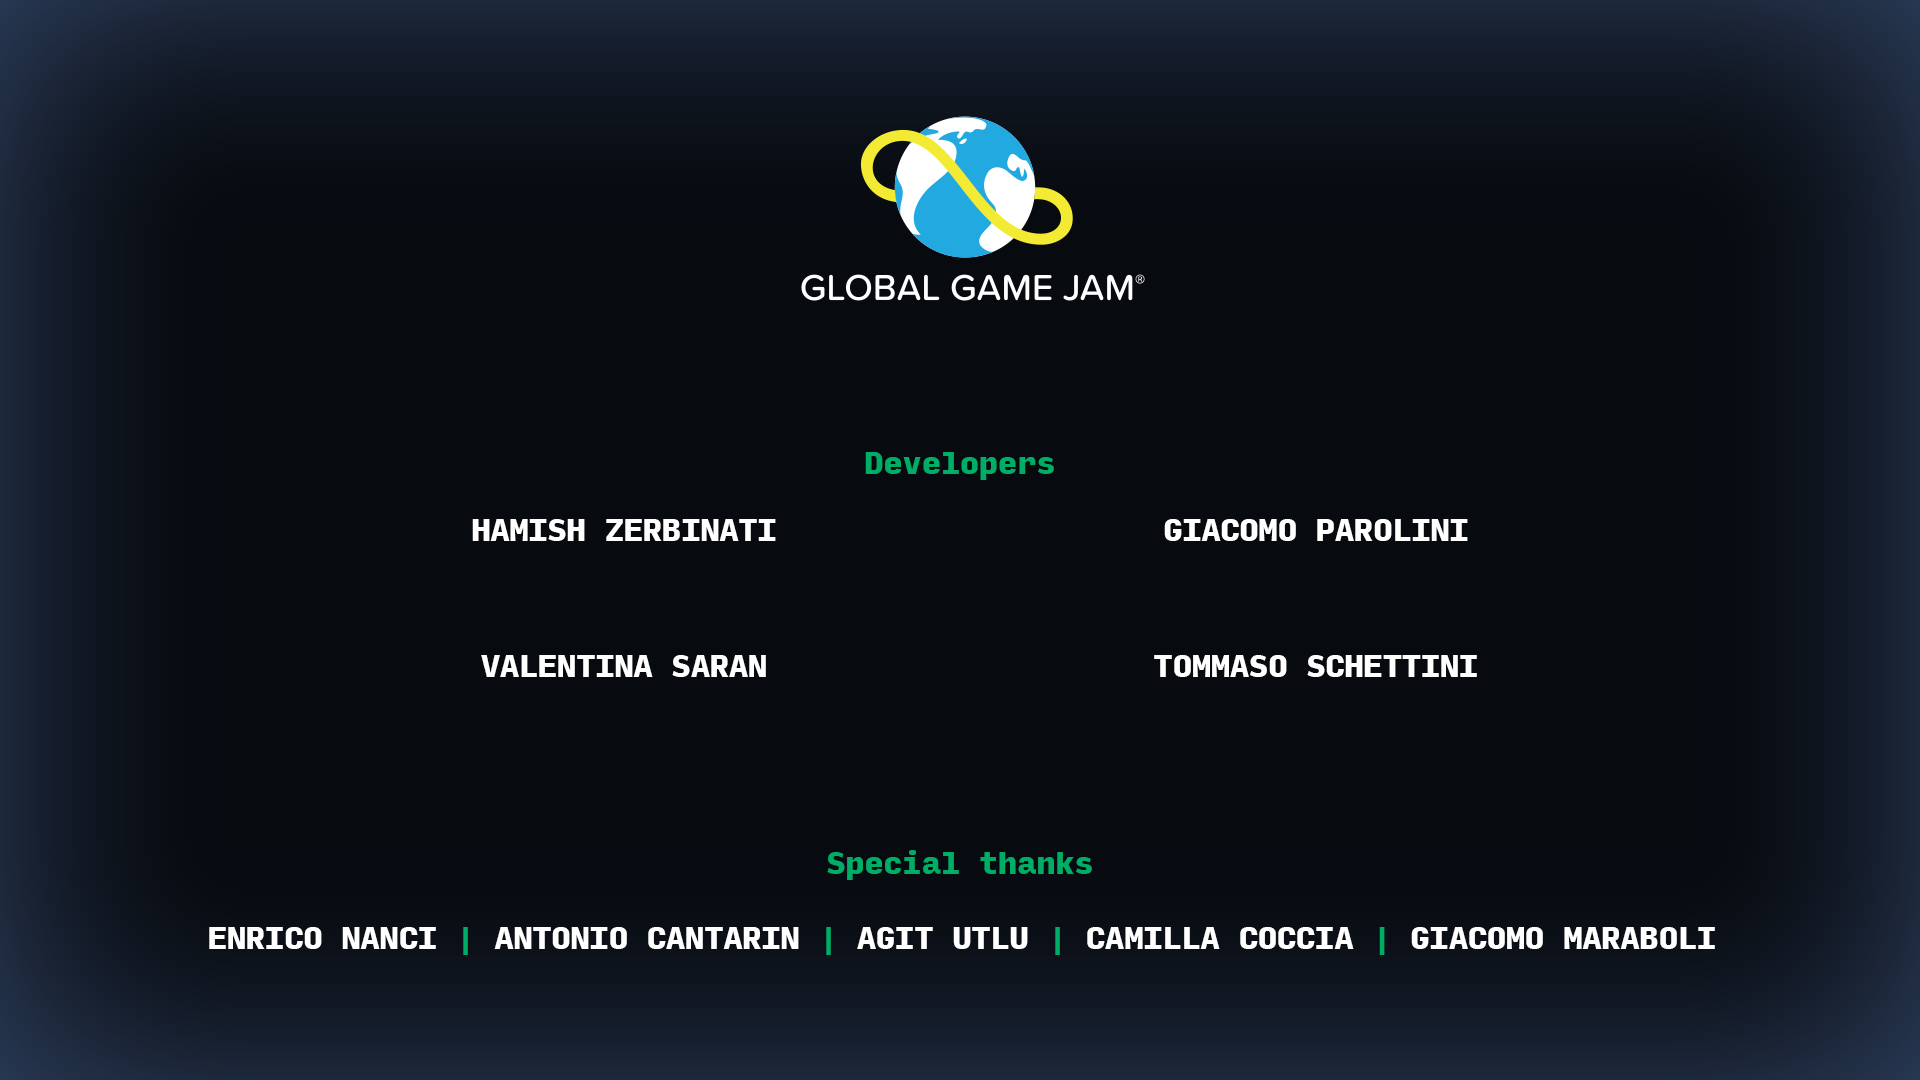 GLOBAL GAME JAM®
Developers
HAMISH ZERBINATI GIACOMO PAROLINI
VALENTINA SARAN TOMMASO SCHETTINI
Special thanks
ENRICO NANCI | ANTONIO CANTARIN | AGIT UTLU | CAMILLA COCCIA | GIACOMO MARABOLI